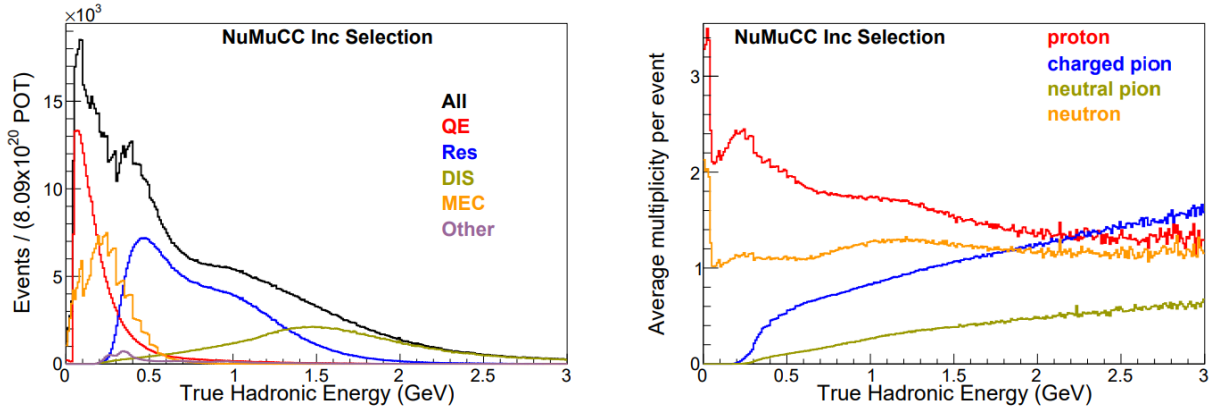 ×10³
NuMuCC Inc Selection
15
10
5
0
Events / (8.09x10²⁰ POT)
All
QE
Res
DIS
MEC
Other
0 0.5 1 1.5 2 2.5 3
True Hadronic Energy (GeV)
NuMuCC Inc Selection
3
2
1
0
Average multiplicity per event
proton
charged pion
neutral pion
neutron
0 0.5 1 1.5 2 2.5 3
True Hadronic Energy (GeV)